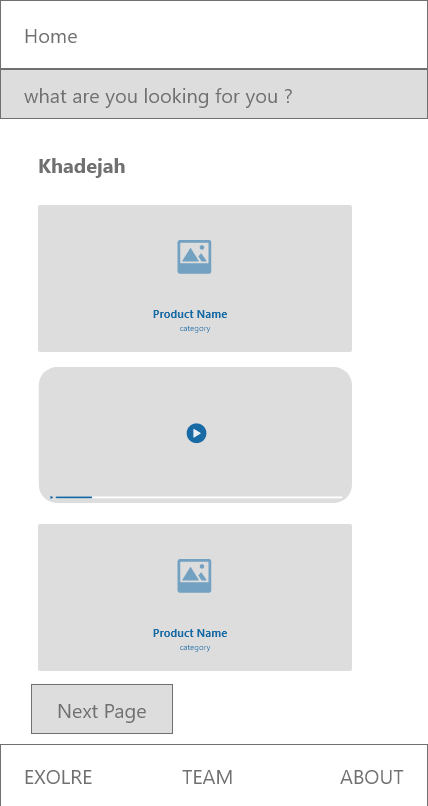 Home
what are you looking for you ?
Khadejah
Product Name
category
Product Name
category
Next Page
EXOLRE TEAM ABOUT